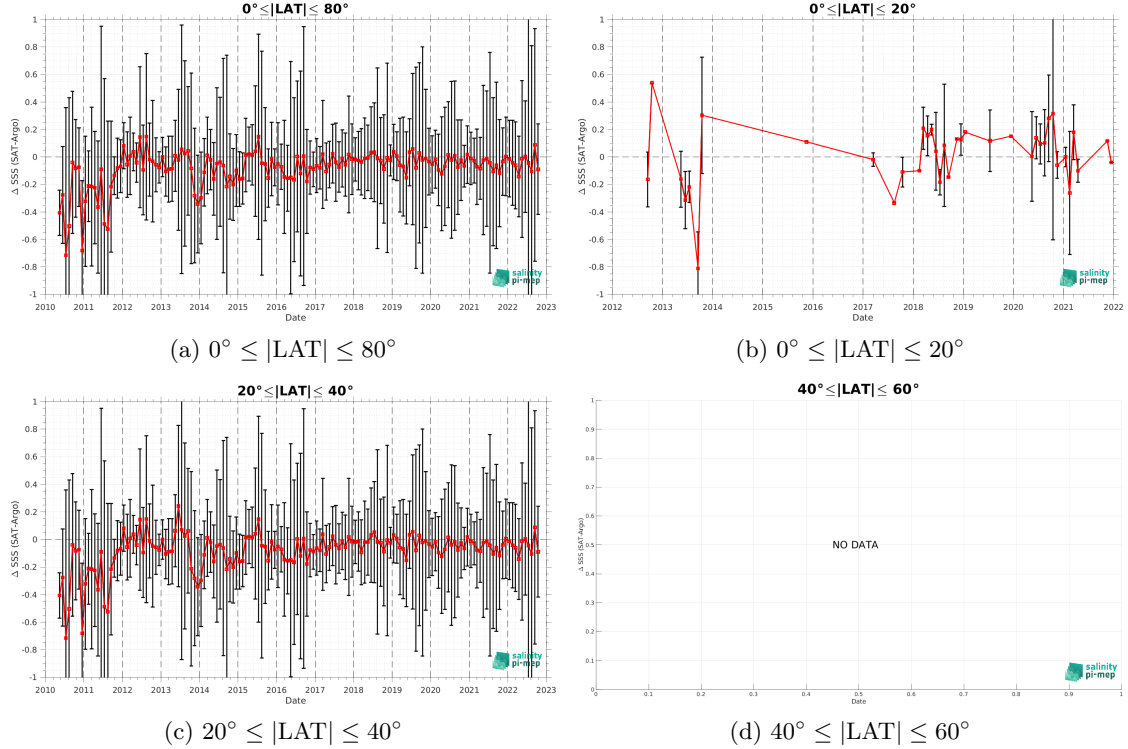 0°≤|LAT|≤ 80°
Δ SSS (SAT-Argo)
1
0.8
0.6
0.4
0.2
0
-0.2
-0.4
-0.6
-0.8
-1
2010 2011 2012 2013 2014 2015 2016 2017 2018 2019 2020 2021 2022 2023
Date
salinity
pi-mep
(a) 0° ≤ |LAT| ≤ 80°
0°≤|LAT|≤ 20°
Δ SSS (SAT-Argo)
1
0.8
0.6
0.4
0.2
0
-0.2
-0.4
-0.6
-0.8
-1
2012 2013 2014 2015 2016 2017 2018 2019 2020 2021 2022
Date
salinity
pi-mep
(b) 0° ≤ |LAT| ≤ 20°
20°≤|LAT|≤ 40°
Δ SSS (SAT-Argo)
1
0.8
0.6
0.4
0.2
0
-0.2
-0.4
-0.6
-0.8
-1
2010 2011 2012 2013 2014 2015 2016 2017 2018 2019 2020 2021 2022 2023
Date
salinity
pi-mep
(c) 20° ≤ |LAT| ≤ 40°
40°≤|LAT|≤ 60°
Δ SSS (SAT-Argo)
1
0.9
0.8
0.7
0.6
0.5
0.4
0.3
0.2
0.1
0
NO DATA
0 0.1 0.2 0.3 0.4 0.5 0.6 0.7 0.8 0.9 1
Date
salinity
pi-mep
(d) 40° ≤ |LAT| ≤ 60°